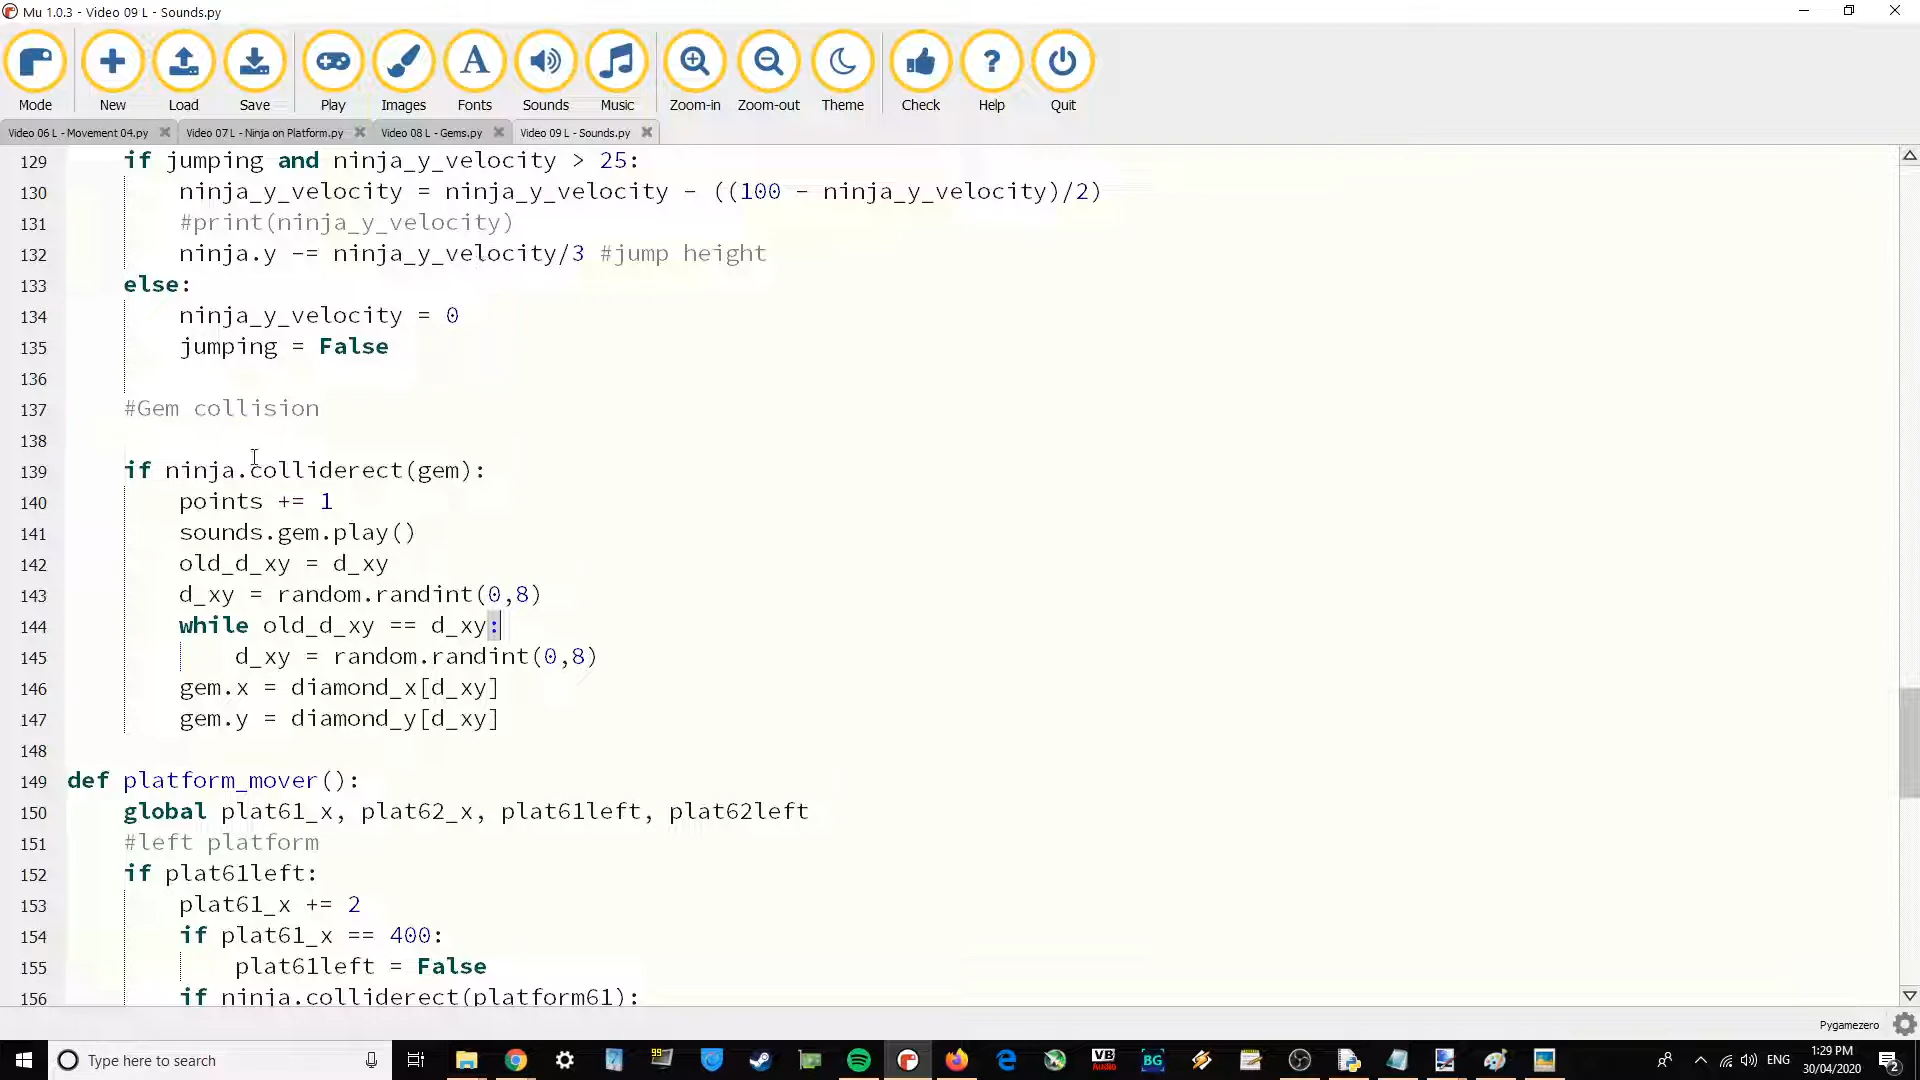 Mu 1.0.3 - Video 09 L - Sounds.py
Mode New Load Save Play Images Fonts Sounds Music Zoom-in Zoom-out Theme Check Help Quit
Video 06 L - Movement 04.py Video 07 L - Ninja on Platform.py Video 08 L - Gems.py Video 09 L - Sounds.py
129 if jumping and ninja_y_velocity > 25:
130 ninja_y_velocity = ninja_y_velocity - ((100 - ninja_y_velocity)/2)
131 #print(ninja_y_velocity)
132 ninja.y -= ninja_y_velocity/3 #jump height
133 else:
134 ninja_y_velocity = 0
135 jumping = False
136
137 #Gem collision
138
139 if ninja.colliderect(gem):
140 points += 1
141 sounds.gem.play()
142 old_d_xy = d_xy
143 d_xy = random.randint(0,8)
144 while old_d_xy == d_xy:
145 d_xy = random.randint(0,8)
146 gem.x = diamond_x[d_xy]
147 gem.y = diamond_y[d_xy]
148
149 def platform_mover():
150 global plat61_x, plat62_x, plat61left, plat62left
151 #left platform
152 if plat61left:
153 plat61_x += 2
154 if plat61_x == 400:
155 plat61left = False
156 if ninja.colliderect(platform61):
Pygamezero
Type here to search
99
VB
AUDIO
BG
ENG
1:29 PM
30/04/2020
2